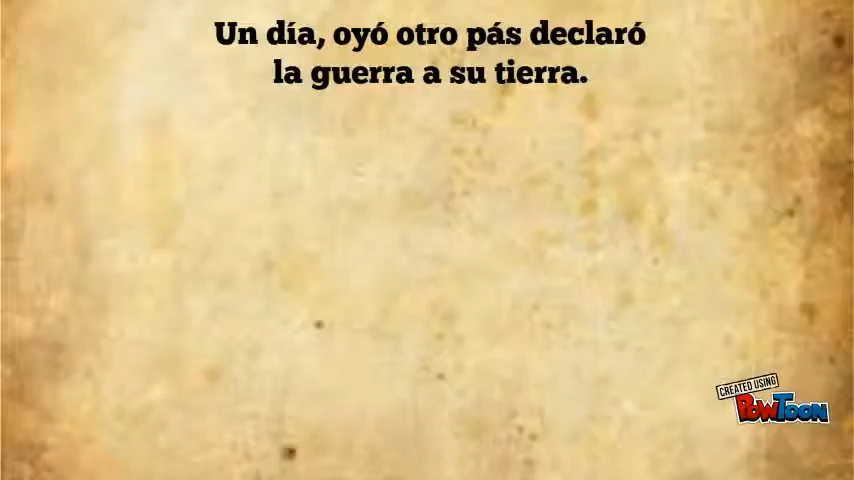 Un día, oyó otro pás declaró
la guerra a su tierra.
CREATED USING
POWTOON